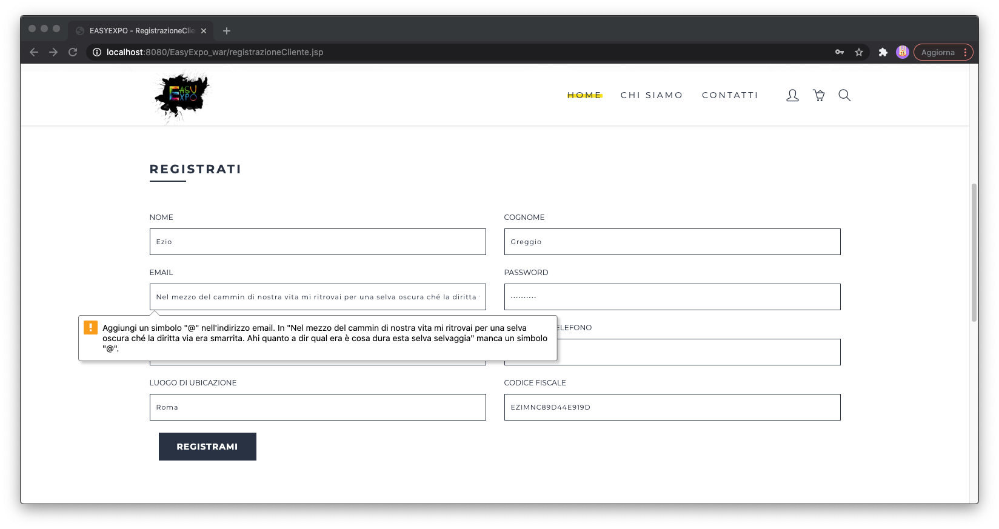 EASYEXPO - RegistrazioneClie
localhost:8080/EasyExpo_war/registrazioneCliente.jsp
Aggiorna
EASY
EXPO
HOME CHI SIAMO CONTATTI
REGISTRATI
NOME COGNOME
Ezio Greggio
EMAIL PASSWORD
Nel mezzo del cammin di nostra vita mi ritrovai per una selva oscura ché la diritta
··········
Aggiungi un simbolo "@" nell'indirizzo email. In "Nel mezzo del cammin di nostra vita mi ritrovai per una selva
oscura ché la diritta via era smarrita. Ahi quanto a dir qual era è cosa dura esta selva selvaggia" manca un simbolo
"@".
ELEFONO
LUOGO DI UBICAZIONE CODICE FISCALE
Roma EZIMNC89D44E919D
REGISTRAMI